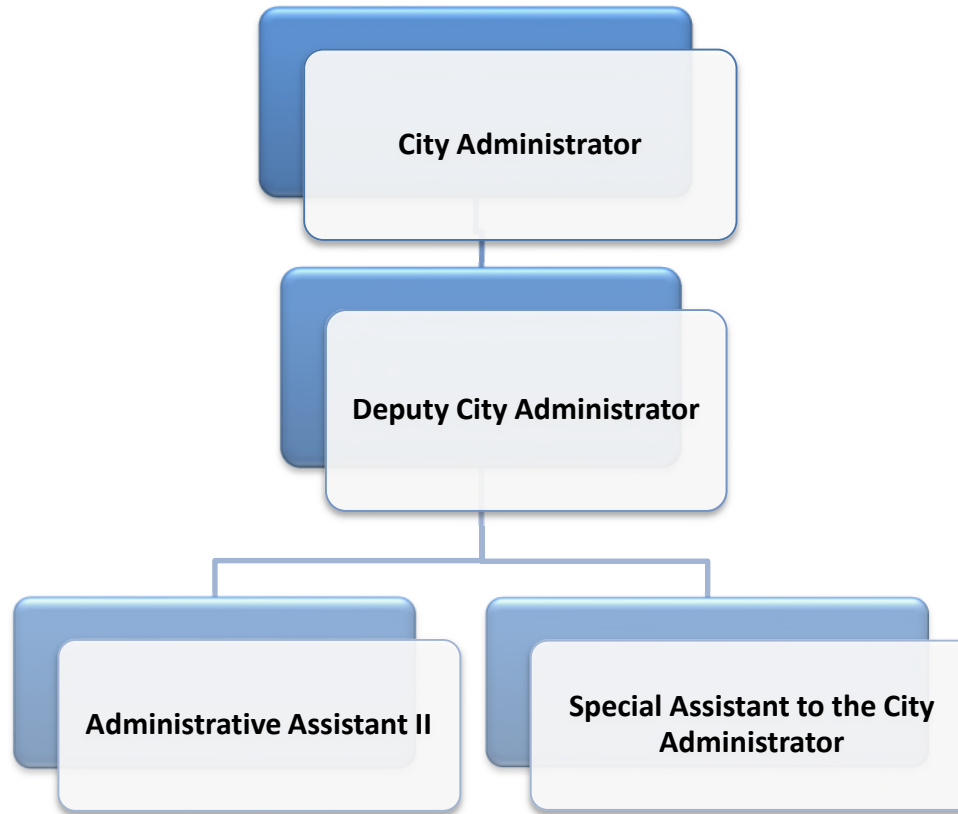 City Administrator
Deputy City Administrator
Administrative Assistant II
Special Assistant to the City
Administrator